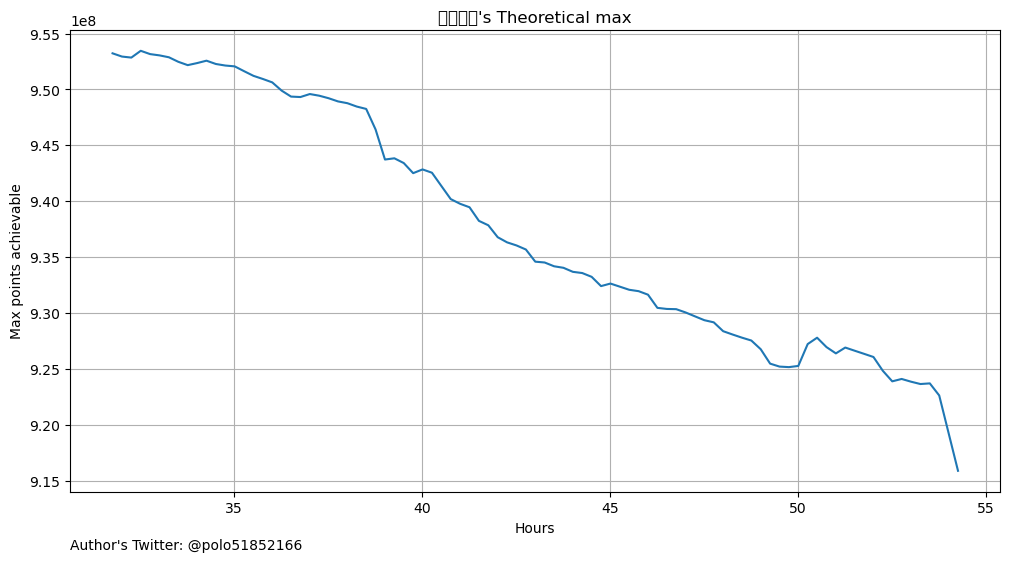 's Theoretical max
1e8
9.55
9.50
9.45
9.40
9.35
9.30
9.25
9.20
9.15
Max points achievable
35 40 45 50 55
Hours
Author's Twitter: @polo51852166